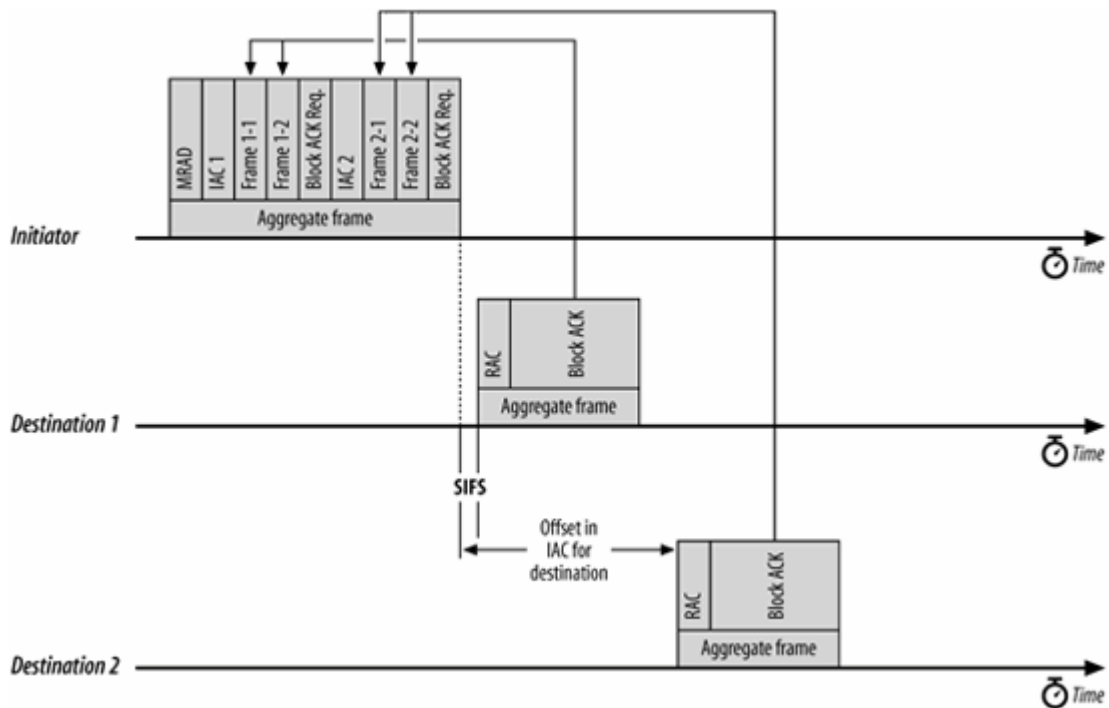 MRAD
IAC 1
Frame 1-1
Frame 1-2
Block ACK Req.
IAC 2
Frame 2-1
Frame 2-2
Block ACK Req.
Aggregate frame
Initiator
Time
RAC
Block ACK
Aggregate frame
Destination 1
Time
SIFS
Offset in
IAC for
destination
RAC
Block ACK
Aggregate frame
Destination 2
Time